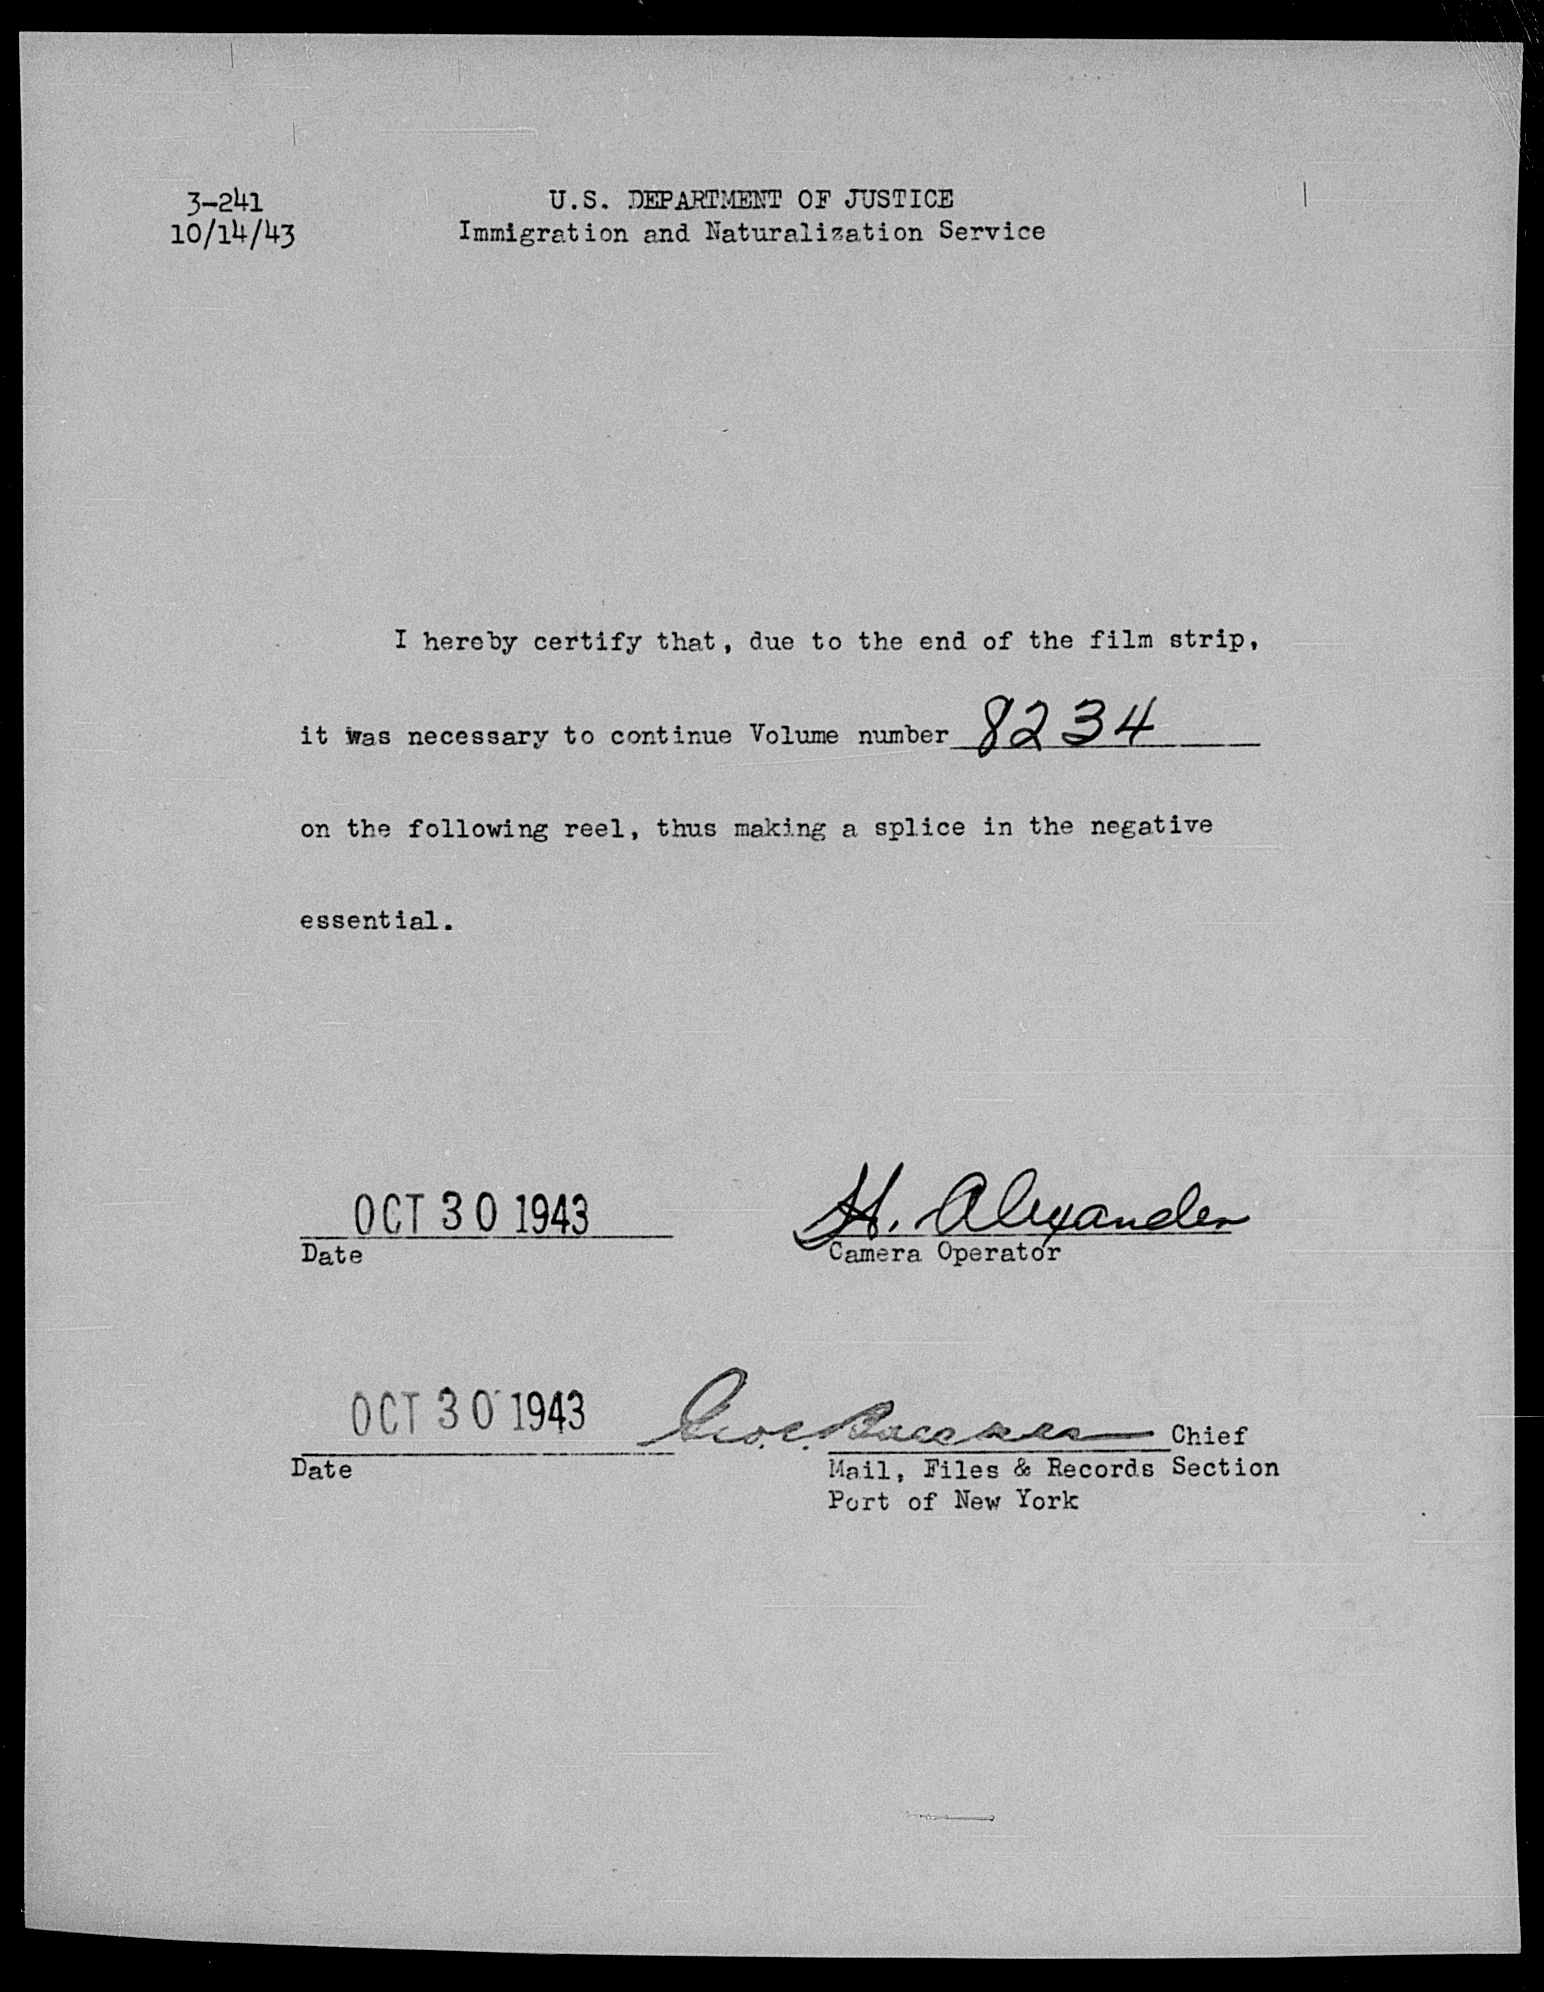 3-241
10/14/43
U.S. DEPARTMENT OF JUSTICE
Immigration and Naturalization Service
I hereby certify that, due to the end of the film strip,
it was necessary to continue Volume number 8234
on the following reel, thus making a splice in the negative
essential.
OCT 30 1943
Date
H. Alexander
Camera Operator
OCT 30 1943
Date
Geo. C. Chief
Mail, Files & Records Section
Port of New York